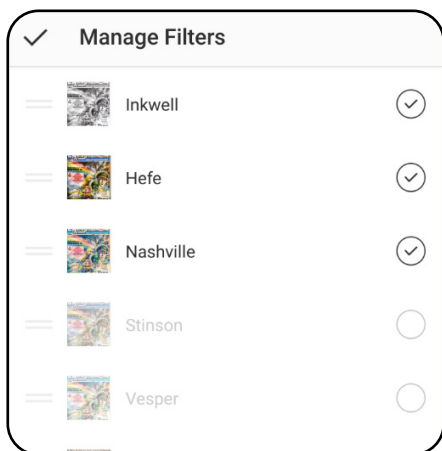 Manage Filters
Inkwell
Hefe
Nashville
Stinson
Vesper